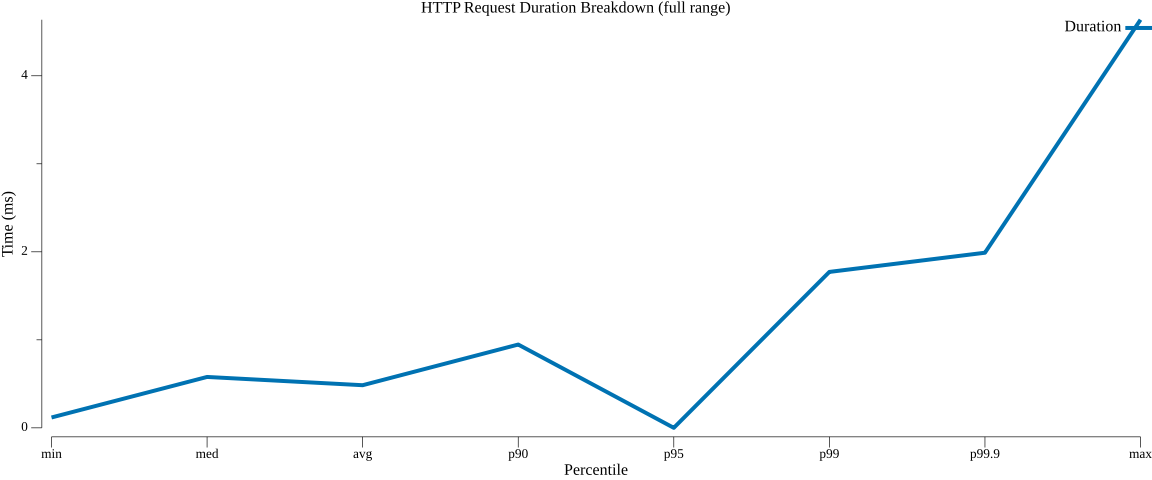 HTTP Request Duration Breakdown (full range)
Duration
4
2
0
Time (ms)
min med avg p90 p95 p99 p99.9 max
Percentile